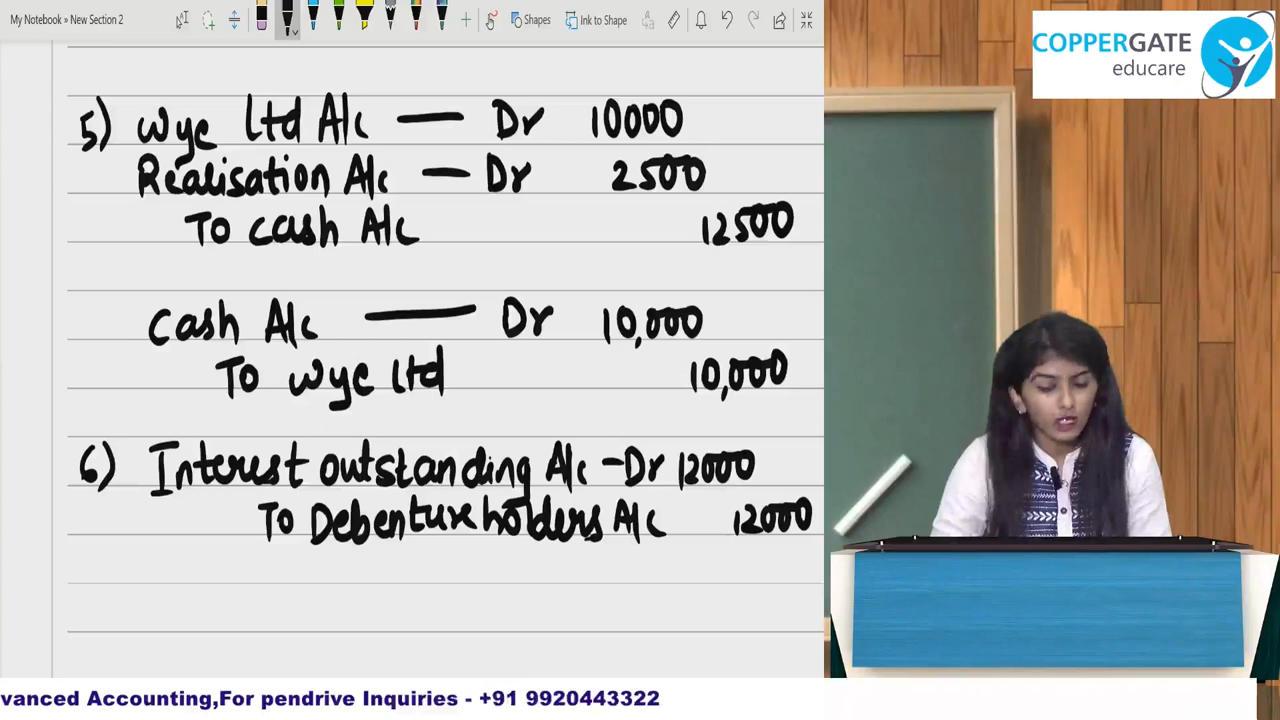 My Notebook » New Section 2
Shapes
Ink to Shape
COPPERGATE
educare
5) Wye Ltd A/c — Dr 10000
Realisation A/c — Dr 2500
To cash A/c 12500
Cash A/c — Dr 10,000
To Wye Ltd 10,000
6) Interest outstanding A/c - Dr 12000
To Debenture holders A/c 12000
vanced Accounting,For pendrive Inquiries - +91 9920443322